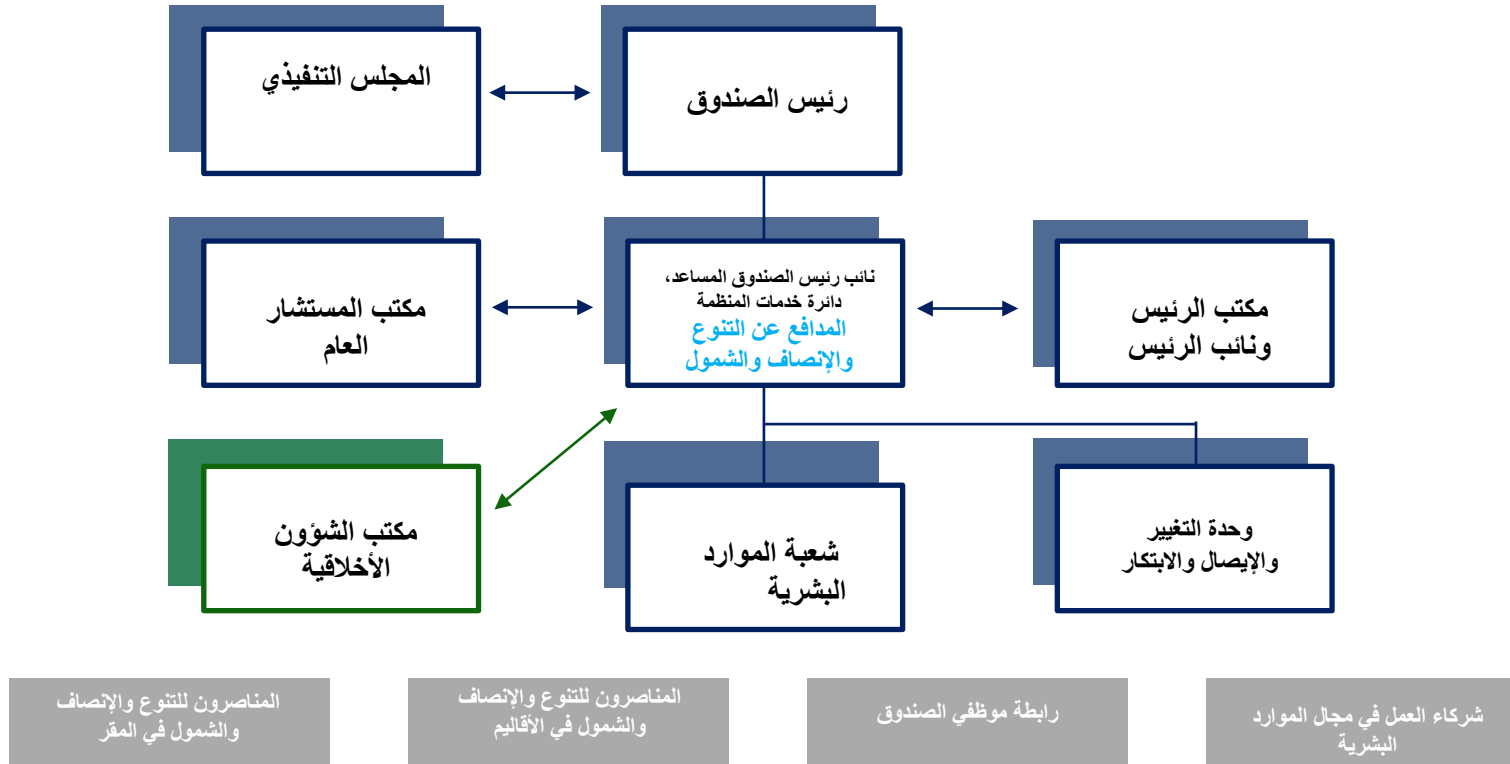 رئيس الصندوق
المجلس التنفيذي
مكتب الرئيس
ونائب الرئيس
نائب رئيس الصندوق المساعد،
دائرة خدمات المنظمة
المدافع عن التنوع
والإنصاف والشمول
مكتب المستشار
العام
وحدة التغيير
والإيصال والابتكار
شعبة الموارد
البشرية
مكتب الشؤون
الأخلاقية
شركاء العمل في مجال الموارد
البشرية
رابطة موظفي الصندوق
المناصرون للتنوع والإنصاف
والشمول في الأقاليم
المناصرون للتنوع والإنصاف
والشمول في المقر